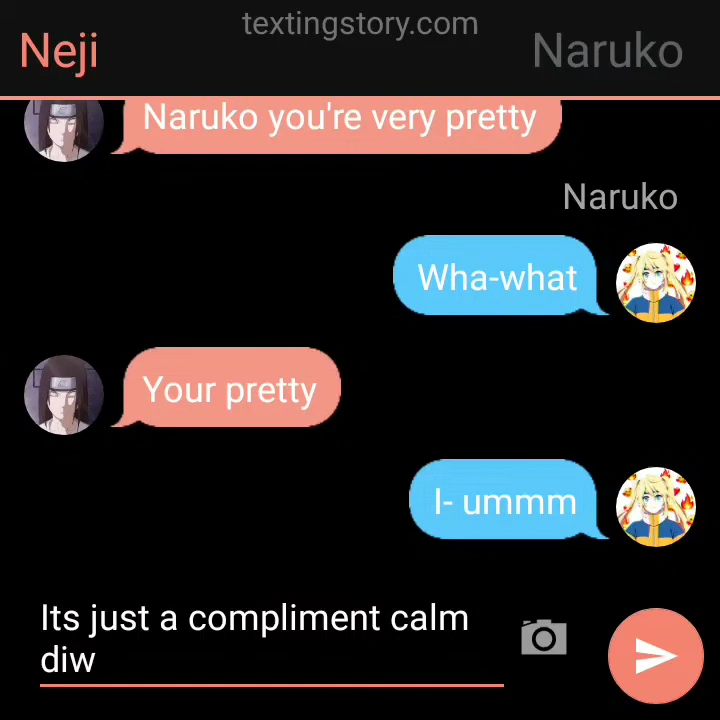 textingstory.com
Neji
Naruko
Naruko you're very pretty
Naruko
Wha-what
Your pretty
I- ummm
Its just a compliment calm
diw